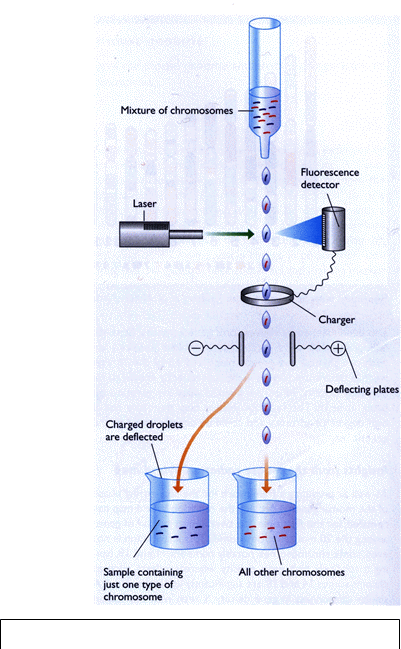 Mixture of chromosomes
Fluorescence
detector
Laser
Charger
−
+
Deflecting plates
Charged droplets
are deflected
Sample containing
just one type of
chromosome
All other chromosomes